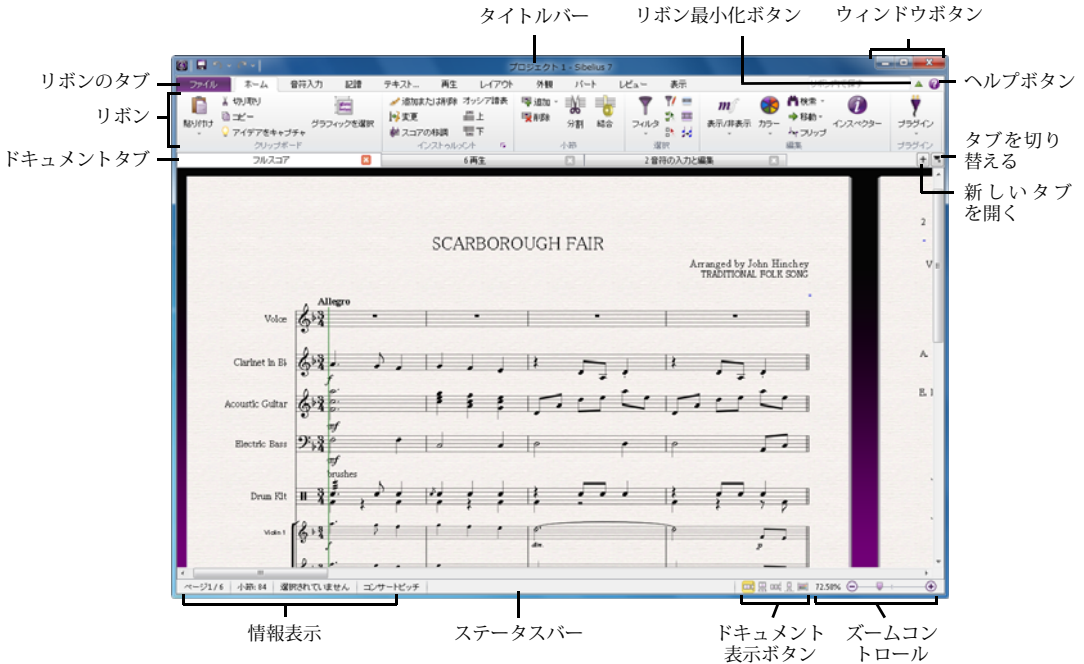 タイトルバー
リボン最小化ボタン
ウィンドウボタン
プロジェクト 1 - Sibelius 7
リボンのタブ
ファイル ホーム 音符入力 記譜 テキスト... 再生 レイアウト 外観 パート レビュー 表示
ヘルプボタン
リボン
貼り付け
切り取り
コピー
アイデアをキャプチャ
グラフィックを選択
クリップボード
追加または削除 オッシア譜表
変更 上
スコアの移調 下
インストゥルメント
追加
削除
分割 結合
小節
フィルタ
選択
表示/非表示 カラー
検索
移動
フリップ
インスペクター
編集
プラグイン
プラグイン
ドキュメントタブ
フルスコア
6 再生
2 音符の入力と編集
タブを切り
替える
新しいタブ
を開く
SCARBOROUGH FAIR
Arranged by John Hinchey
TRADITIONAL FOLK SONG
2
Allegro
Voice
Clarinet in B♭
f
Acoustic Guitar
mf
Electric Bass
mf
brushes
Drum Kit
Violin 1
f
dim.
p
ページ1 / 6 小節: 84 選択されていません コンサートピッチ
72.58%
情報表示
ステータスバー
ドキュメント
表示ボタン
ズームコン
トロール